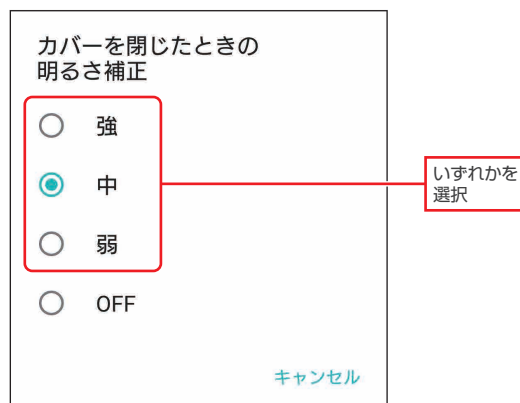 カバーを閉じたときの
明るさ補正
強
中
いずれかを
選択
弱
OFF
キャンセル